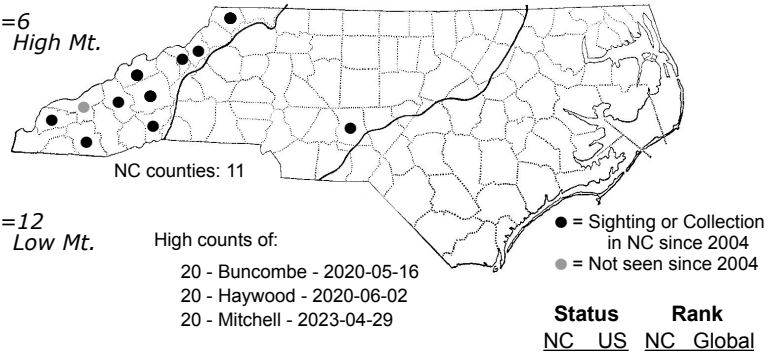 =6
High Mt.
NC counties: 11
=12
Low Mt.
High counts of:
20 - Buncombe - 2020-05-16
20 - Haywood - 2020-06-02
20 - Mitchell - 2023-04-29
● = Sighting or Collection
in NC since 2004
● = Not seen since 2004
Status Rank
NC US NC Global